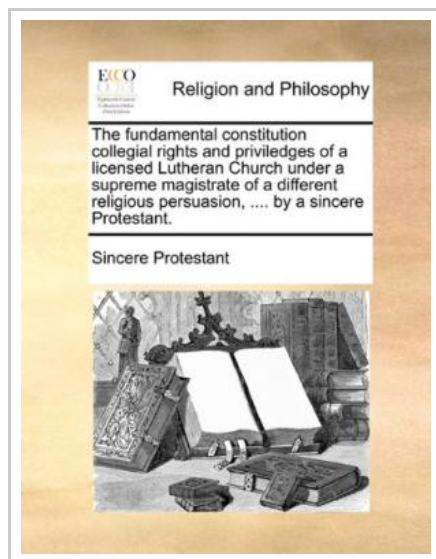 ECCO
Religion and Philosophy
The fundamental constitution
collegial rights and priviledges of a
licensed Lutheran Church under a
supreme magistrate of a different
religious persuasion, .... by a sincere
Protestant.
Sincere Protestant